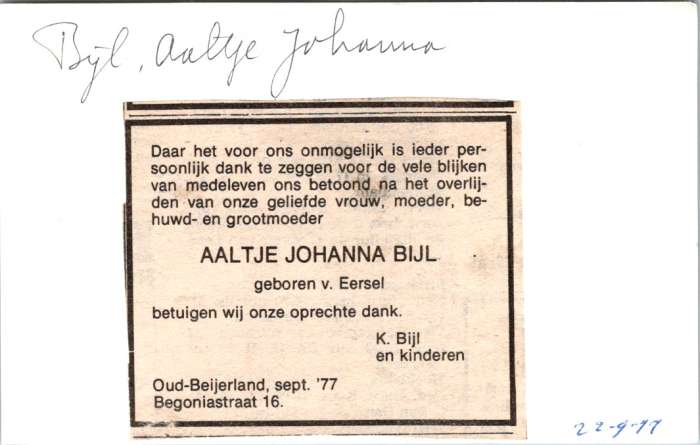 Bijl, Aaltje Johanna
Daar het voor ons onmogelijk is ieder per-
soonlijk dank te zeggen voor de vele blijken
van medeleven ons betoond na het overlij-
den van onze geliefde vrouw, moeder, be-
huwd- en grootmoeder
AALTJE JOHANNA BIJL
geboren v. Eersel
betuigen wij onze oprechte dank.
K. Bijl
en kinderen
Oud-Beijerland, sept. '77
Begoniastraat 16.
22-9-77